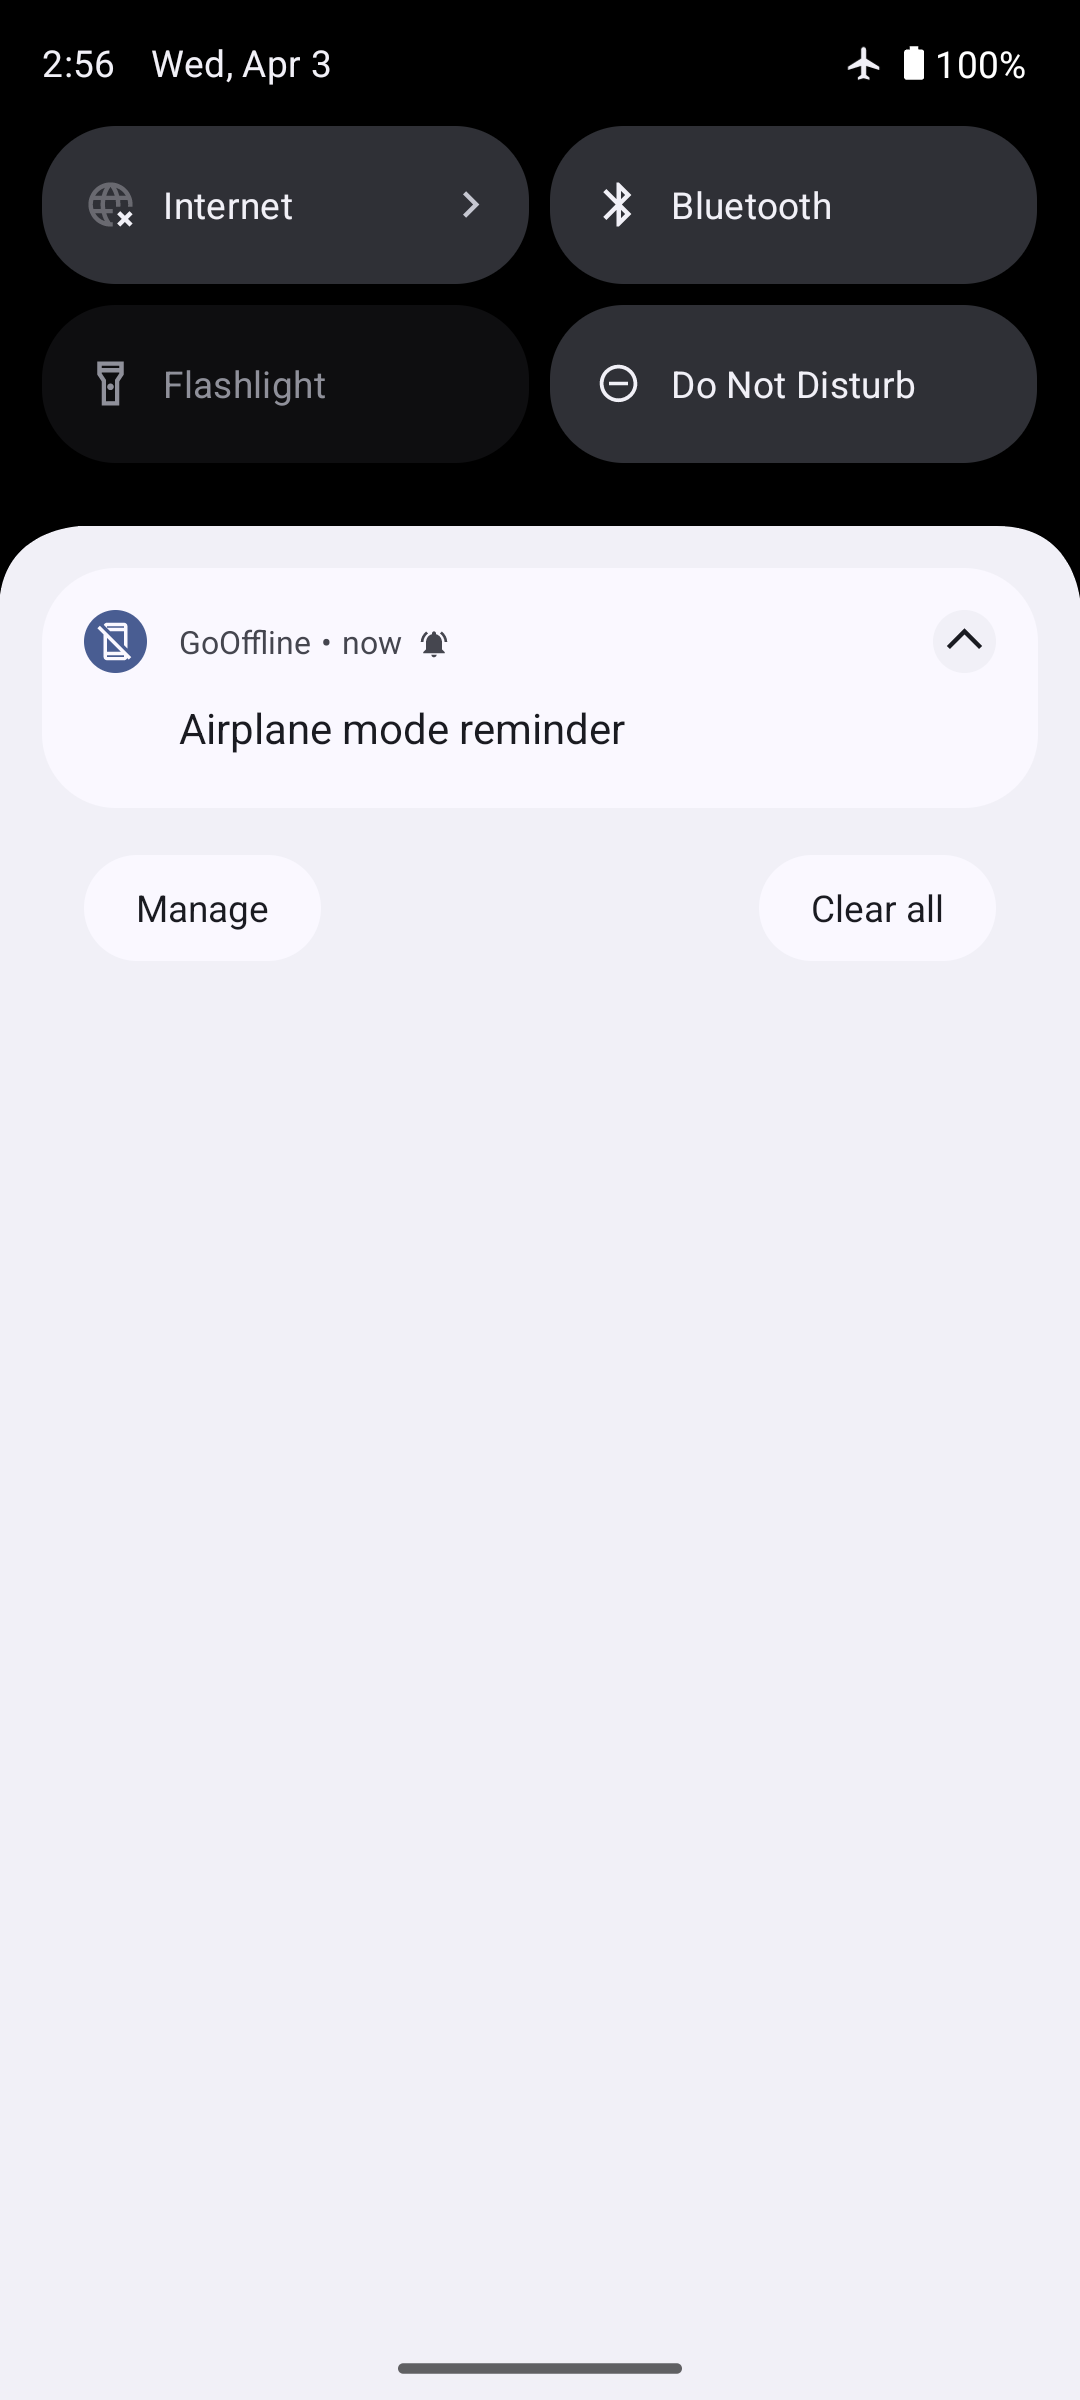 2:56 Wed, Apr 3 100%
Internet Bluetooth
Flashlight Do Not Disturb
GoOffline • now
Airplane mode reminder
Manage Clear all